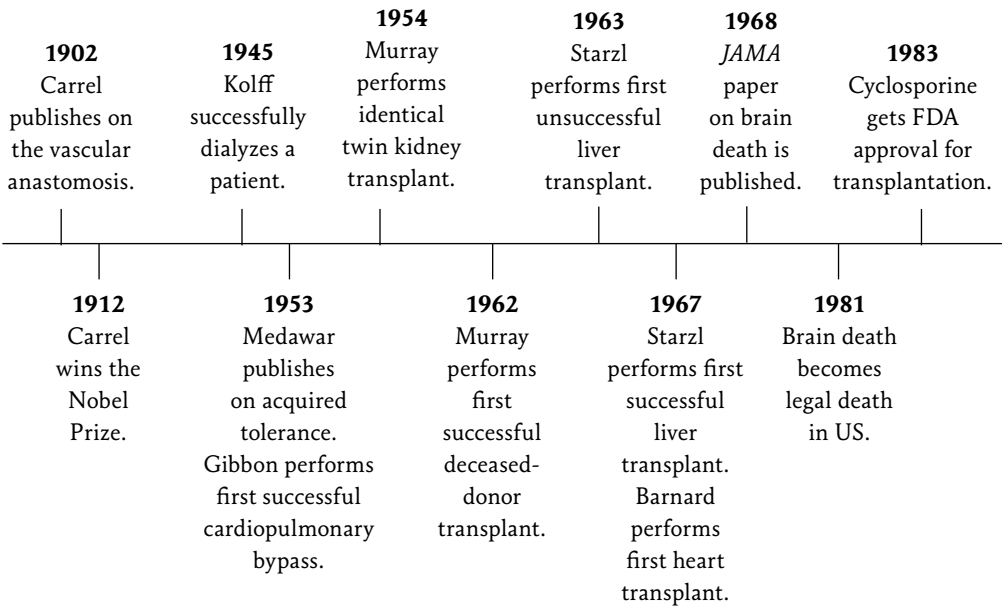 1902
Carrel
publishes on
the vascular
anastomosis.
1945
Kolff
successfully
dialyzes a
patient.
1954
Murray
performs
identical
twin kidney
transplant.
1963
Starzl
performs first
unsuccessful
liver
transplant.
1968
JAMA
paper
on brain
death is
published.
1983
Cyclosporine
gets FDA
approval for
transplantation.
1912
Carrel
wins the
Nobel
Prize.
1953
Medawar
publishes
on acquired
tolerance.
Gibbon performs
first successful
cardiopulmonary
bypass.
1962
Murray
performs
first
successful
deceased-
donor
transplant.
1967
Starzl
performs first
successful
liver
transplant.
Barnard
performs
first heart
transplant.
1981
Brain death
becomes
legal death
in US.